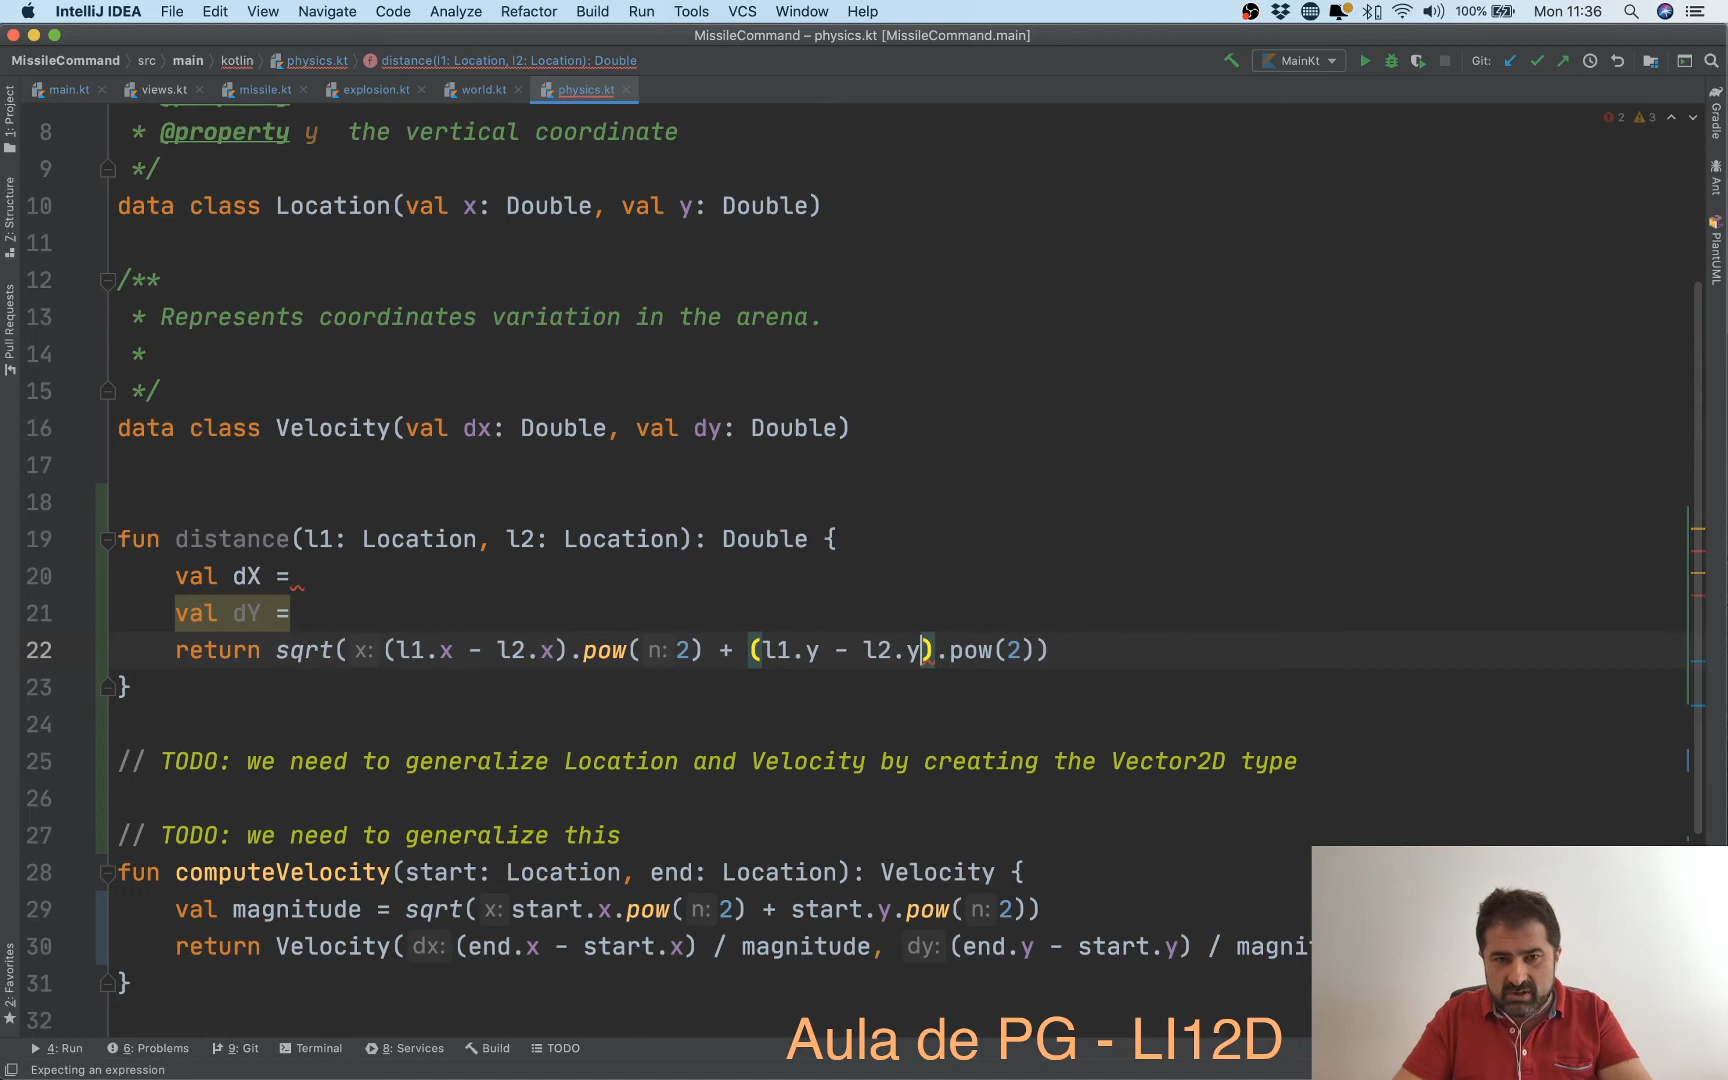 IntelliJ IDEA File Edit View Navigate Code Analyze Refactor Build Run Tools VCS Window Help 100% Mon 11:36
MissileCommand – physics.kt [MissileCommand.main]
MissileCommand src main kotlin physics.kt distance(l1: Location, l2: Location): Double MainKt Git:
main.kt views.kt missile.kt explosion.kt world.kt physics.kt
1: Project
Z: Structure
Pull Requests
2: Favorites
2 3
8 * @property y the vertical coordinate
9 */
10 data class Location(val x: Double, val y: Double)
11
12 /**
13 * Represents coordinates variation in the arena.
14 *
15 */
16 data class Velocity(val dx: Double, val dy: Double)
17
18
19 fun distance(l1: Location, l2: Location): Double {
20 val dX =
21 val dY =
22 return sqrt( x: (l1.x - l2.x).pow( n: 2) + (l1.y - l2.y).pow(2))
23 }
24
25 // TODO: we need to generalize Location and Velocity by creating the Vector2D type
26
27 // TODO: we need to generalize this
28 fun computeVelocity(start: Location, end: Location): Velocity {
29 val magnitude = sqrt( x: start.x.pow( n: 2) + start.y.pow( n: 2))
30 return Velocity( dx: (end.x - start.x) / magnitude, dy: (end.y - start.y) / magni
31 }
32
Gradle
Ant
PlantUML
Aula de PG - LI12D
4: Run 6: Problems 9: Git Terminal 8: Services Build TODO
Expecting an expression